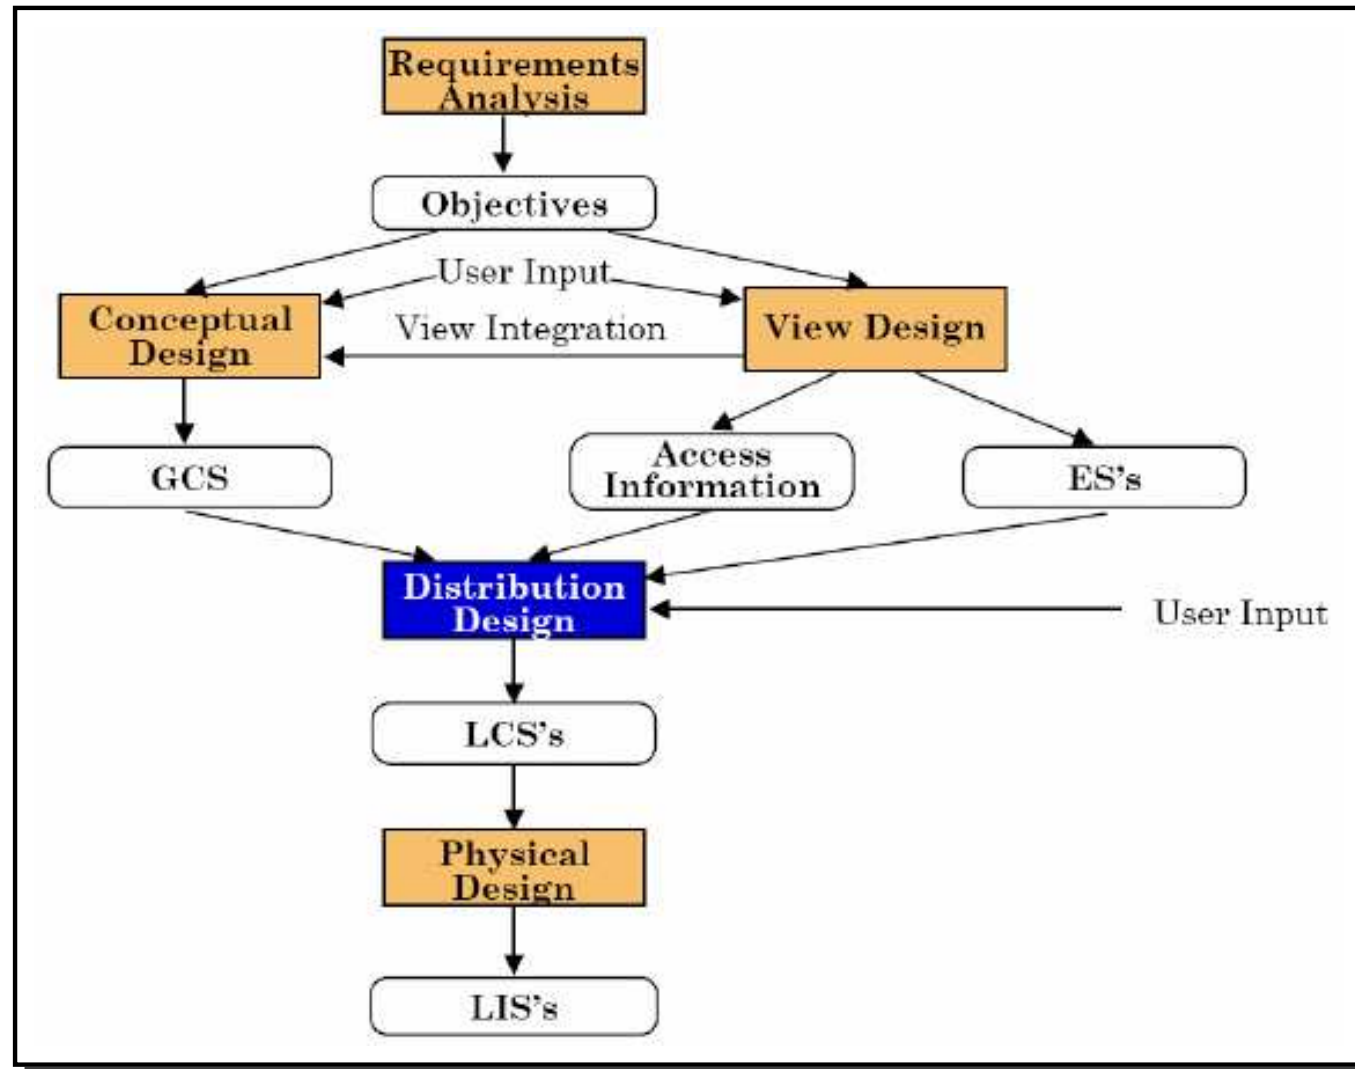 Requirements
Analysis
Objectives
User Input
Conceptual
Design
View Integration
View Design
GCS
Access
Information
ES's
Distribution
Design
User Input
LCS's
Physical
Design
LIS's